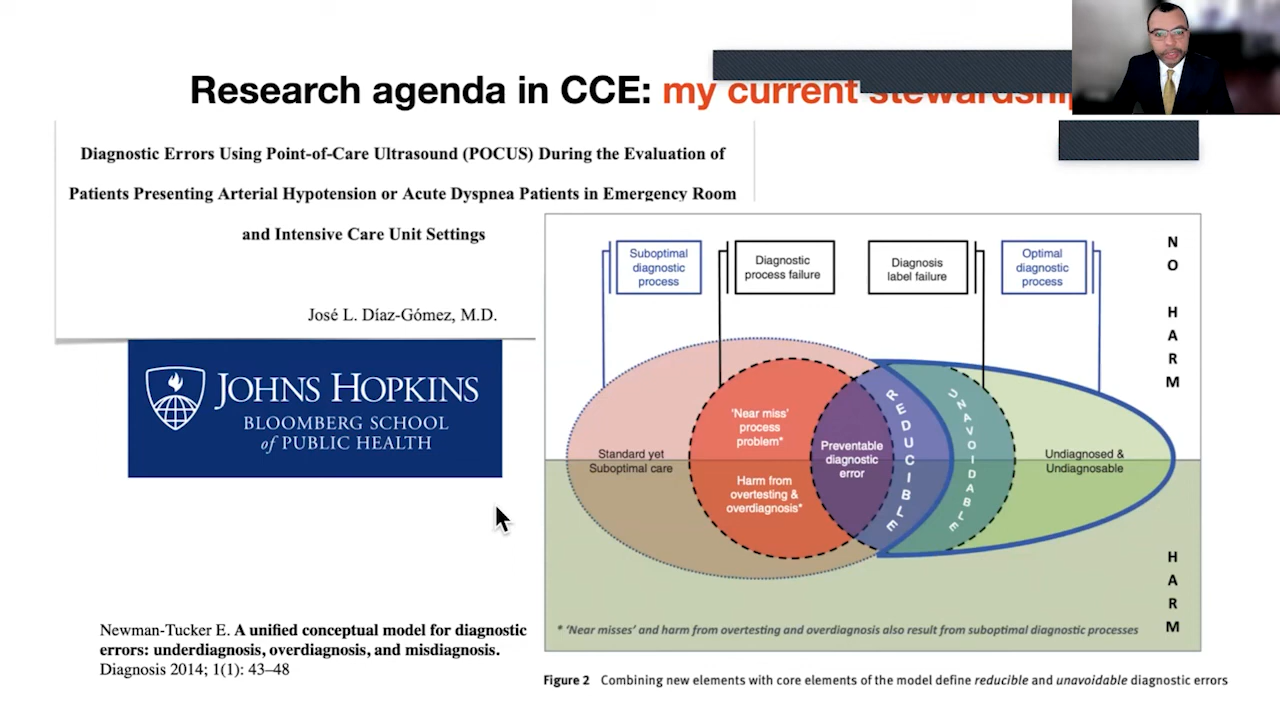 Research agenda in CCE: my current stewardship
Diagnostic Errors Using Point-of-Care Ultrasound (POCUS) During the Evaluation of
Patients Presenting Arterial Hypotension or Acute Dyspnea Patients in Emergency Room
and Intensive Care Unit Settings
José L. Díaz-Gómez, M.D.
JOHNS HOPKINS
BLOOMBERG SCHOOL
of PUBLIC HEALTH
Newman-Tucker E. A unified conceptual model for diagnostic
errors: underdiagnosis, overdiagnosis, and misdiagnosis.
Diagnosis 2014; 1(1): 43–48
Suboptimal
diagnostic
process
Diagnostic
process failure
Diagnosis
label failure
Optimal
diagnostic
process
NO HARM
Standard yet
Suboptimal care
'Near miss'
process
problem*
Harm from
overtesting &
overdiagnosis*
Preventable
diagnostic
error
REDUCIBLE
UNAVOIDABLE
Undiagnosed &
Undiagnosable
HARM
* 'Near misses' and harm from overtesting and overdiagnosis also result from suboptimal diagnostic processes
Figure 2 Combining new elements with core elements of the model define reducible and unavoidable diagnostic errors